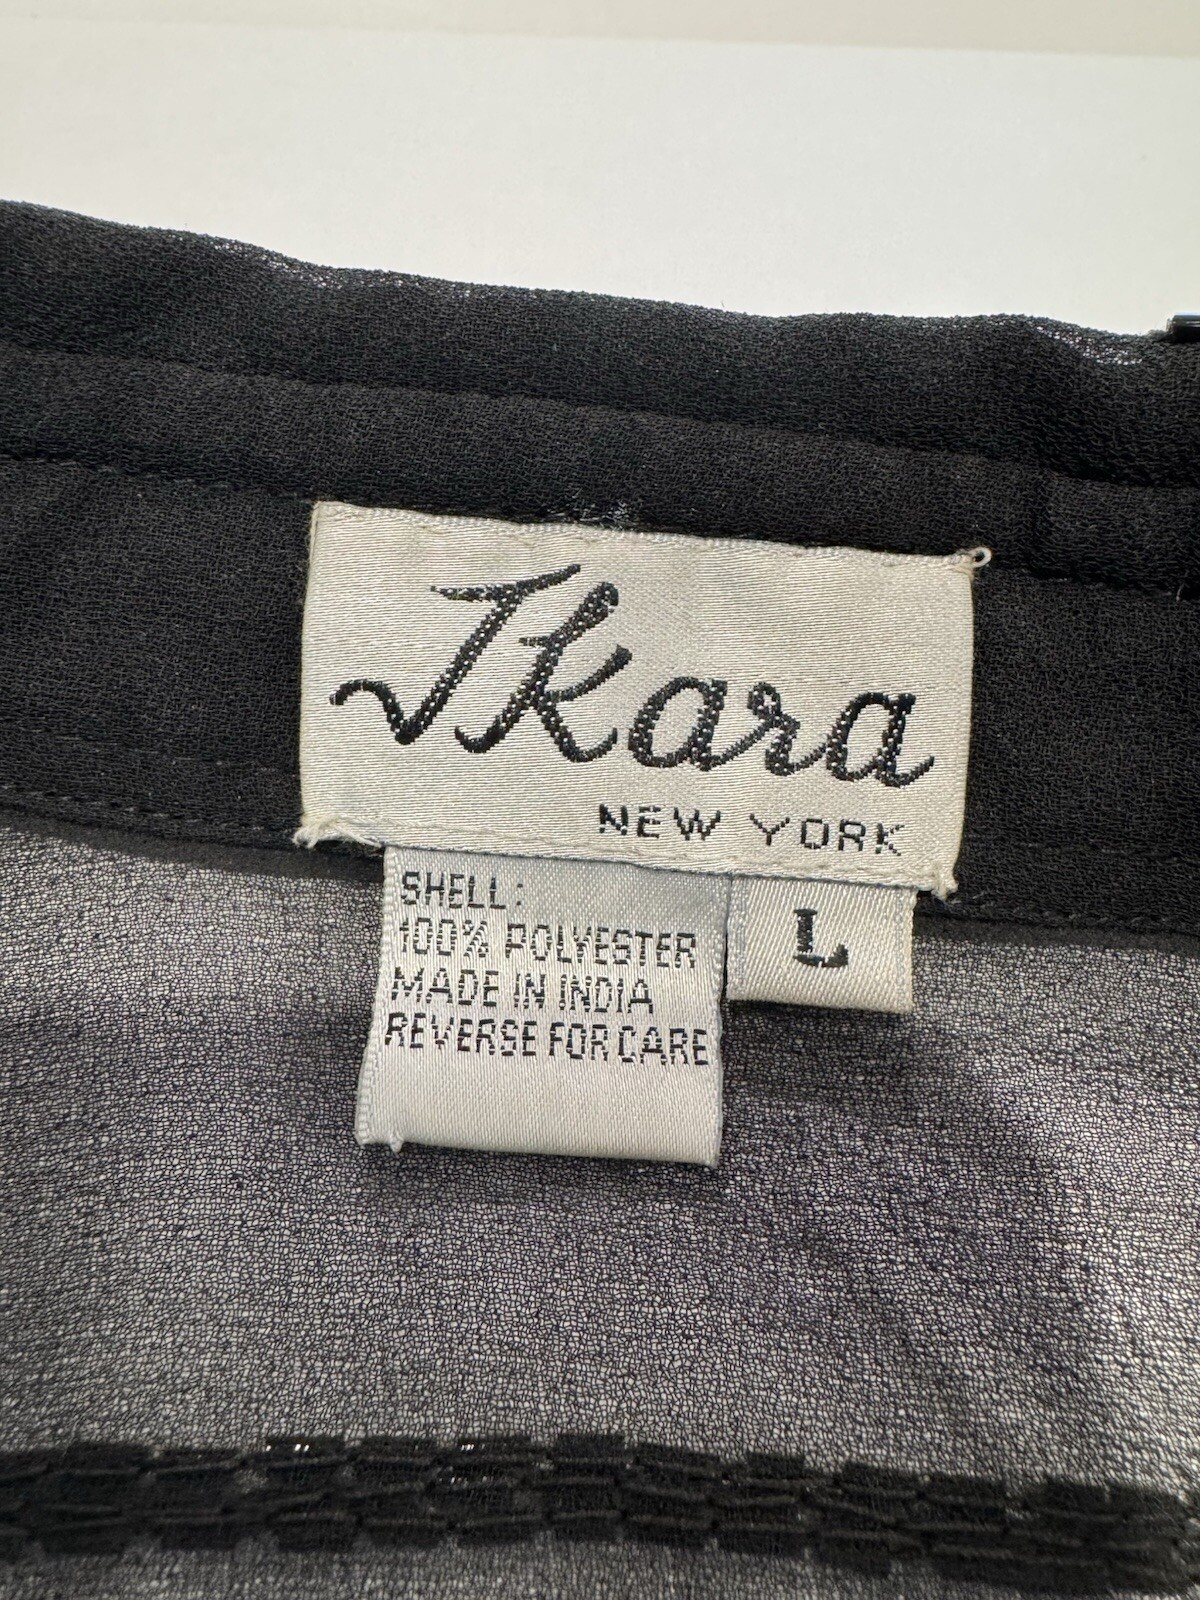 Ikara
NEW YORK
L
SHELL:
100% POLYESTER
MADE IN INDIA
REVERSE FOR CARE